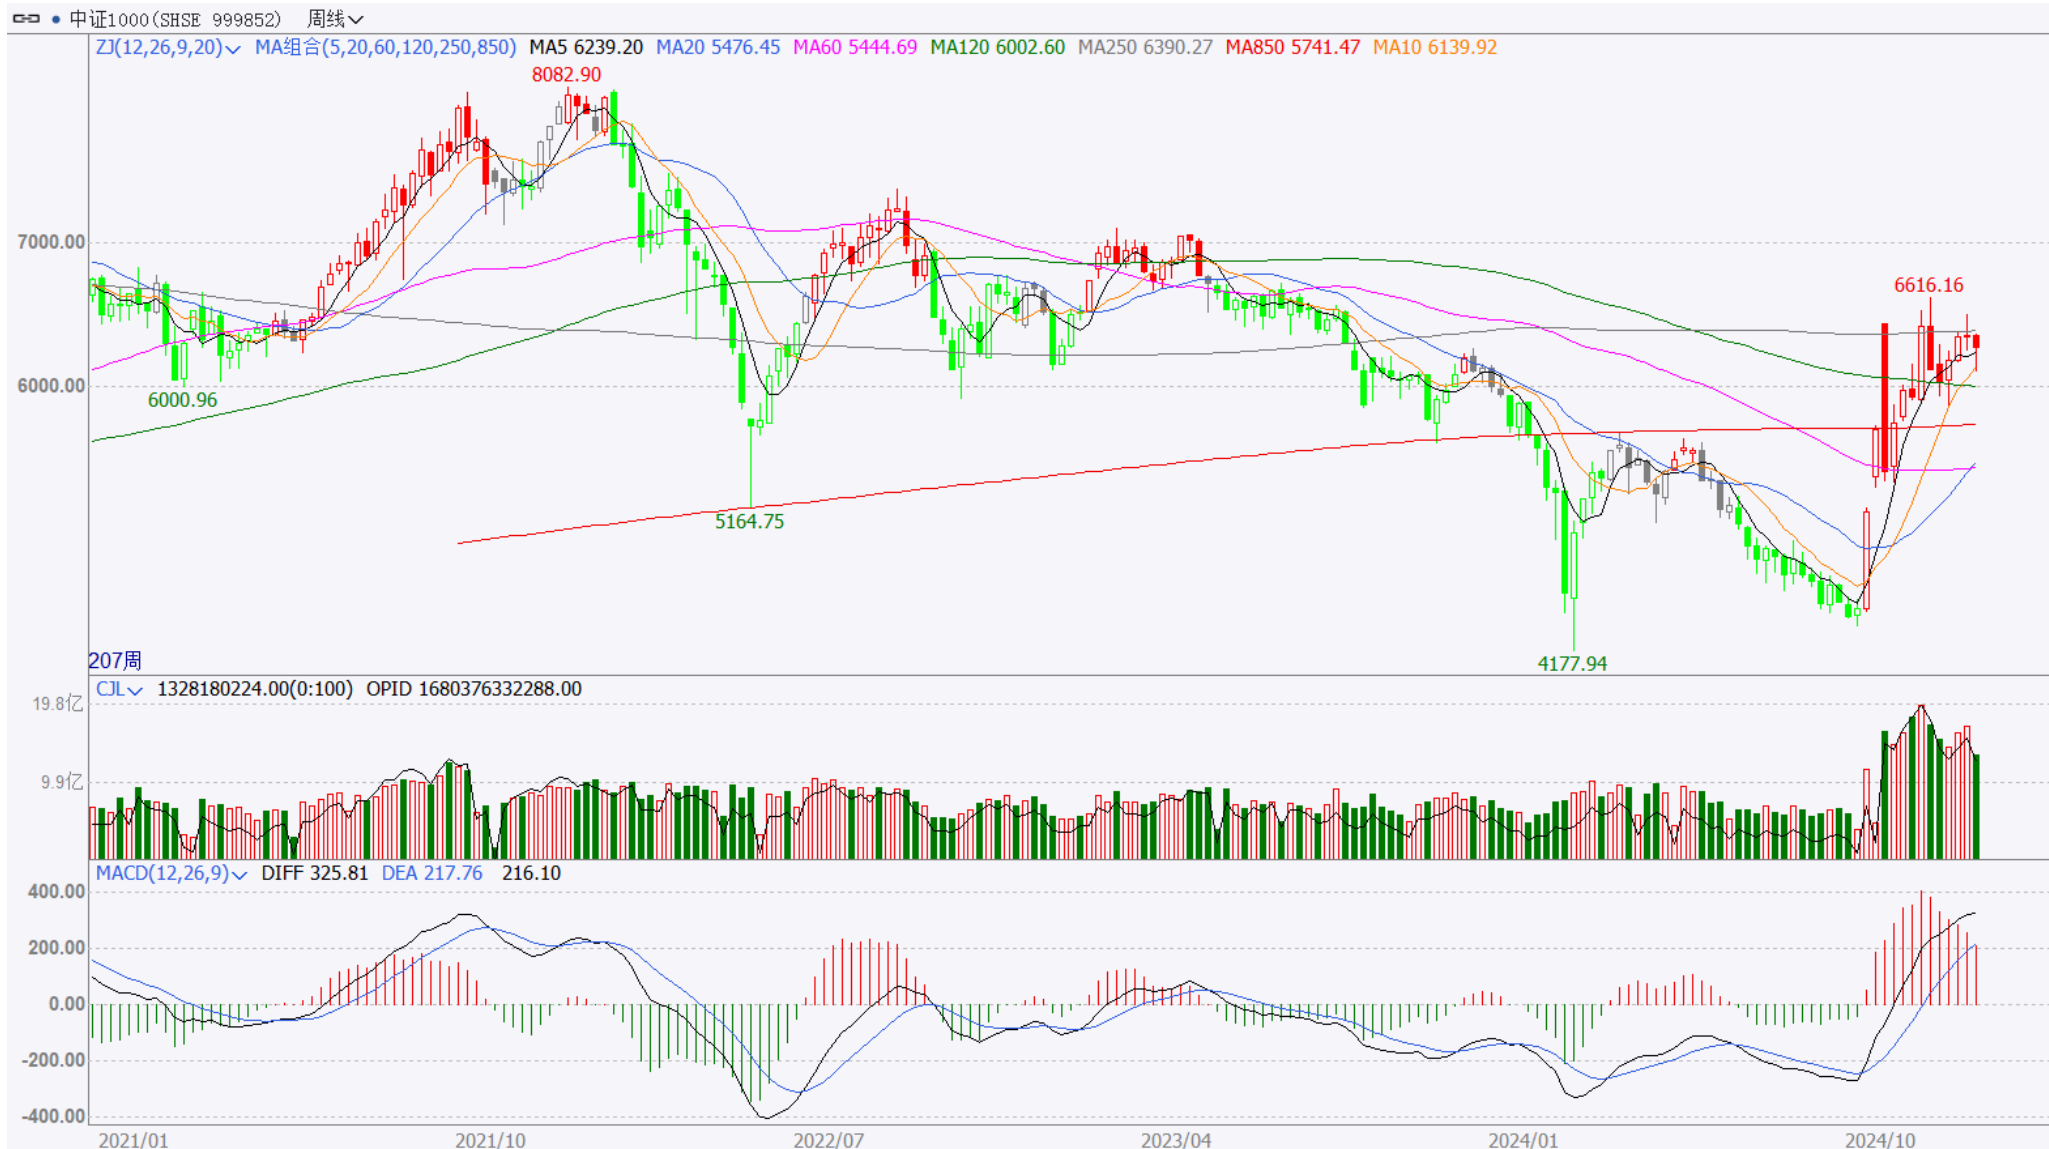 中证1000(SHSE 999852) 周线
ZJ(12,26,9,20) MA组合(5,20,60,120,250,850) MA5 6239.20 MA20 5476.45 MA60 5444.69 MA120 6002.60 MA250 6390.27 MA850 5741.47 MA10 6139.92
8082.90
7000.00
6616.16
6000.00
6000.96
5164.75
4177.94
207周
CJL 1328180224.00(0:100) OPID 1680376332288.00
19.8亿
9.9亿
MACD(12,26,9) DIFF 325.81 DEA 217.76 216.10
400.00
200.00
0.00
-200.00
-400.00
2021/01 2021/10 2022/07 2023/04 2024/01 2024/10